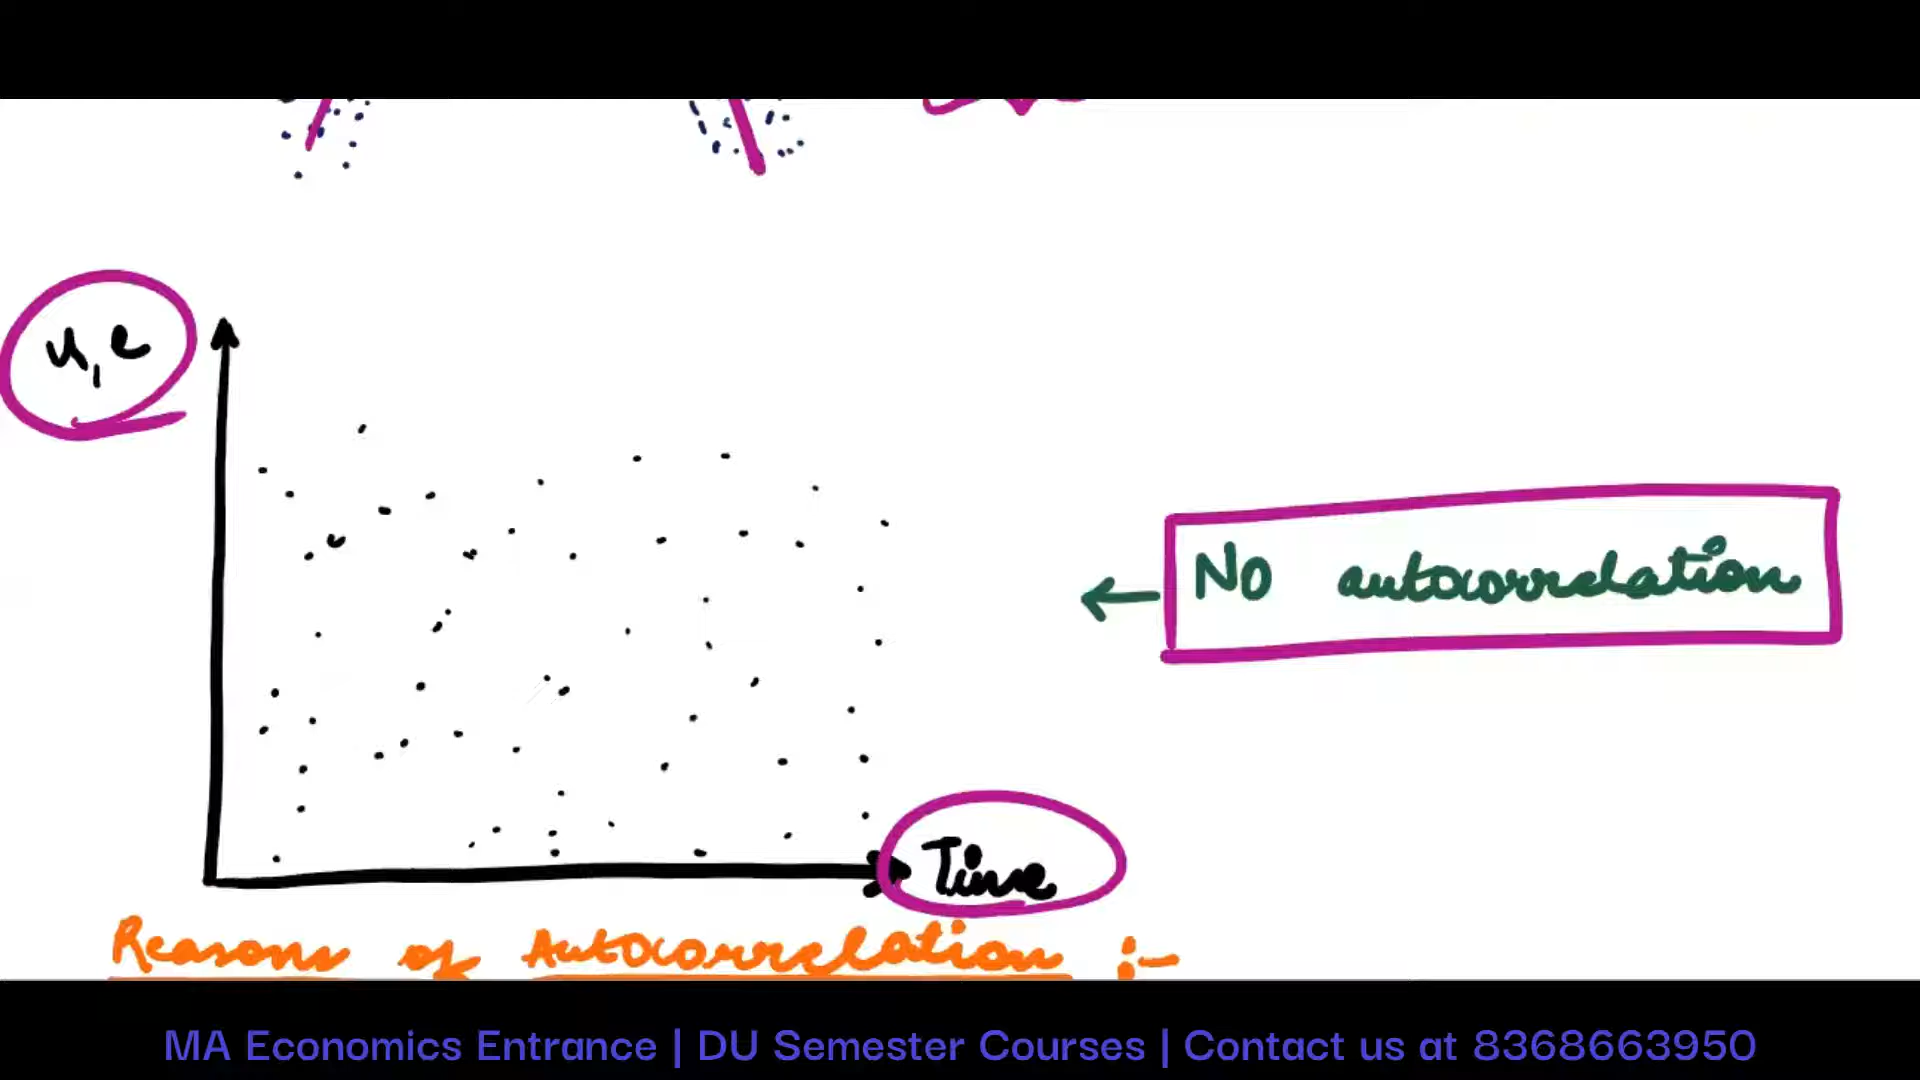 u, e
No autocorrelation
Time
Reasons of Autocorrelation :-
MA Economics Entrance | DU Semester Courses | Contact us at 8368663950